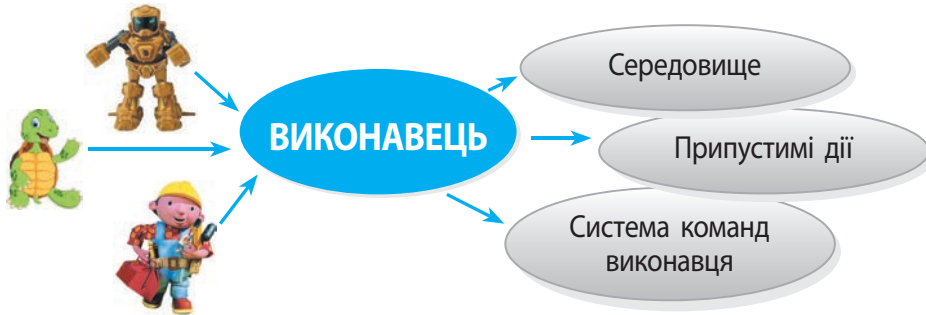 ВИКОНАВЕЦЬ
Середовище
Припустимі дії
Система команд
виконавця